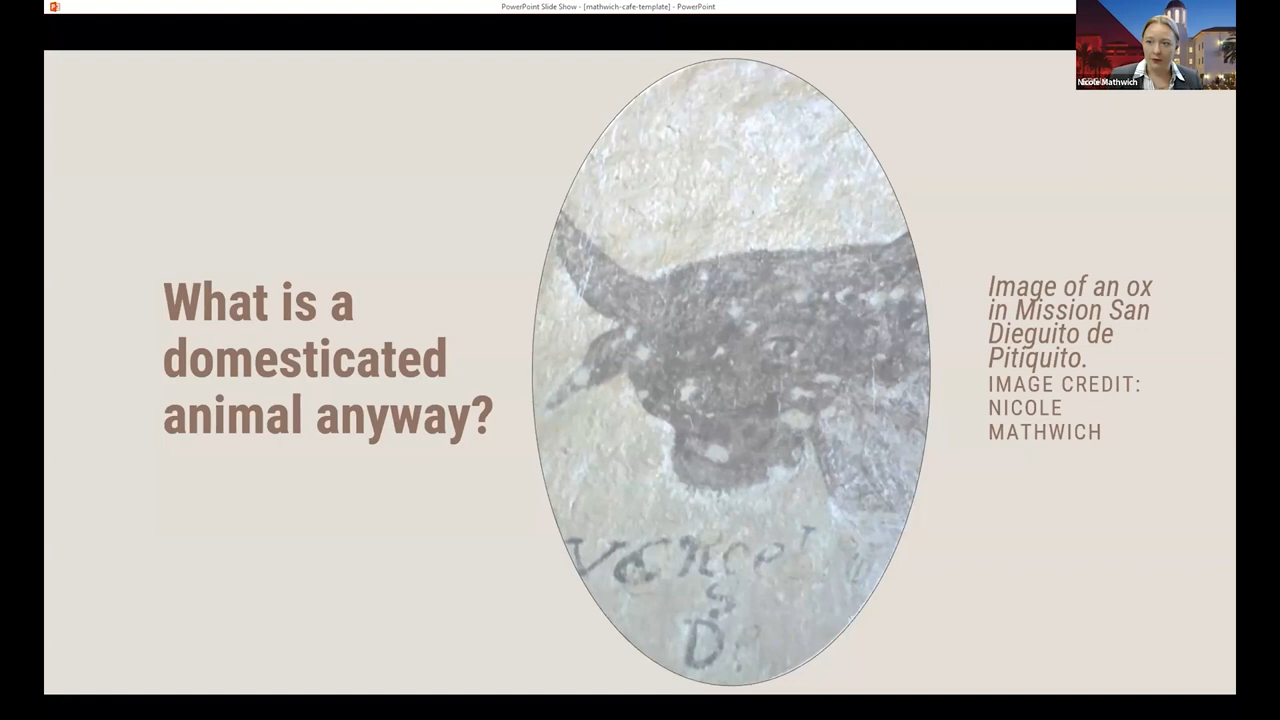 PowerPoint Slide Show - [mathwich-cafe-template] - PowerPoint
Nicole Mathwich
What is a
domesticated
animal anyway?
Image of an ox
in Mission San
Dieguito de
Pitiquito.
IMAGE CREDIT:
NICOLE
MATHWICH
S